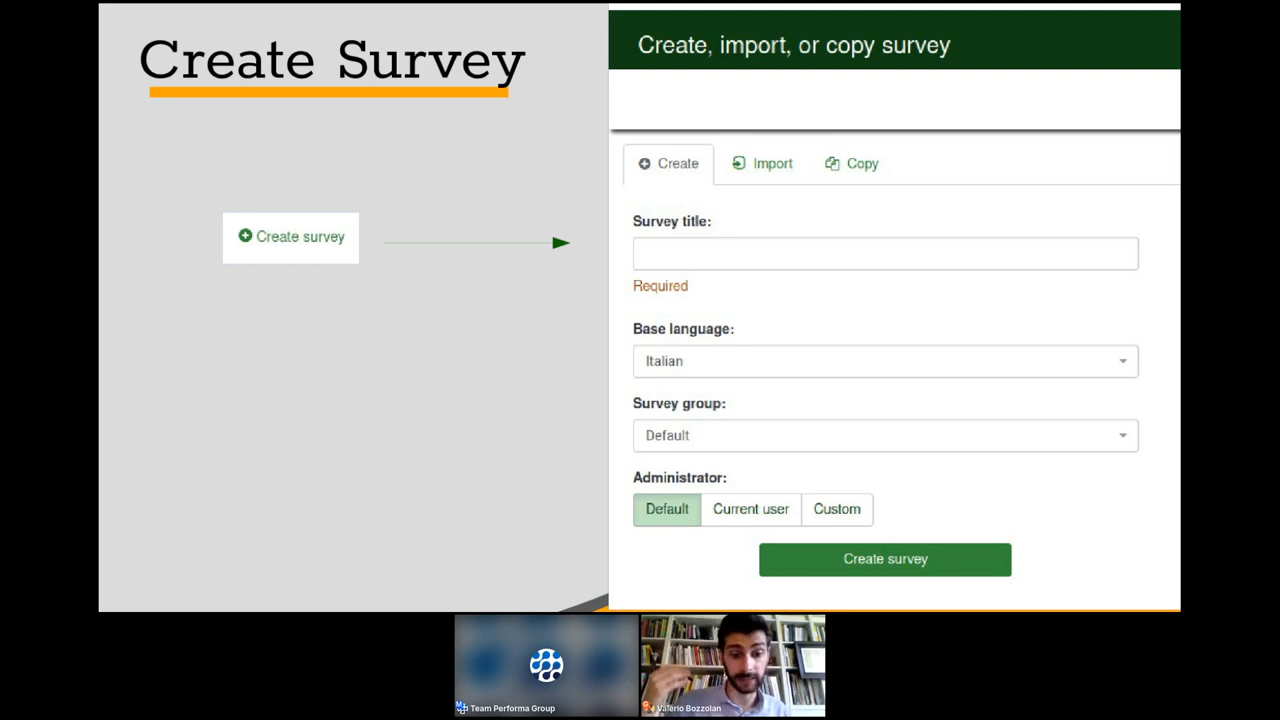 Create Survey
Create survey
Create, import, or copy survey
Create
Import
Copy
Survey title:
Required
Base language:
Italian
Survey group:
Default
Administrator:
Default
Current user
Custom
Create survey
Team Performa Group
Valerio Bozzolan